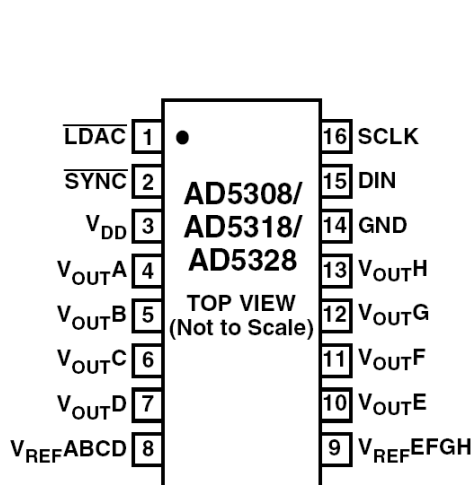 LDAC 1 16 SCLK
SYNC 2 15 DIN
AD5308/
VDD 3 AD5318/ 14 GND
AD5328
VOUTA 4 13 VOUTH
TOP VIEW
VOUTB 5 12 VOUTG
(Not to Scale)
VOUTC 6 11 VOUTF
VOUTD 7 10 VOUTE
VREFABCD 8 9 VREFEFGH